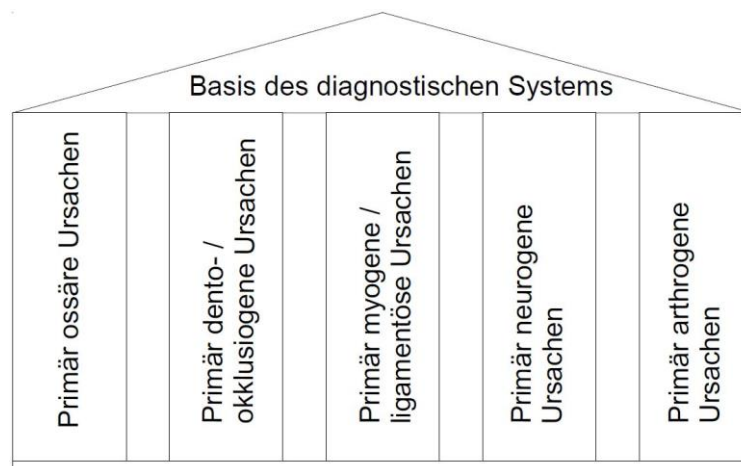 Basis des diagnostischen Systems
Primär ossäre Ursachen
Primär dento- /
okklusiogene Ursachen
Primär myogene /
ligamentöse Ursachen
Primär neurogene
Ursachen
Primär arthrogene
Ursachen